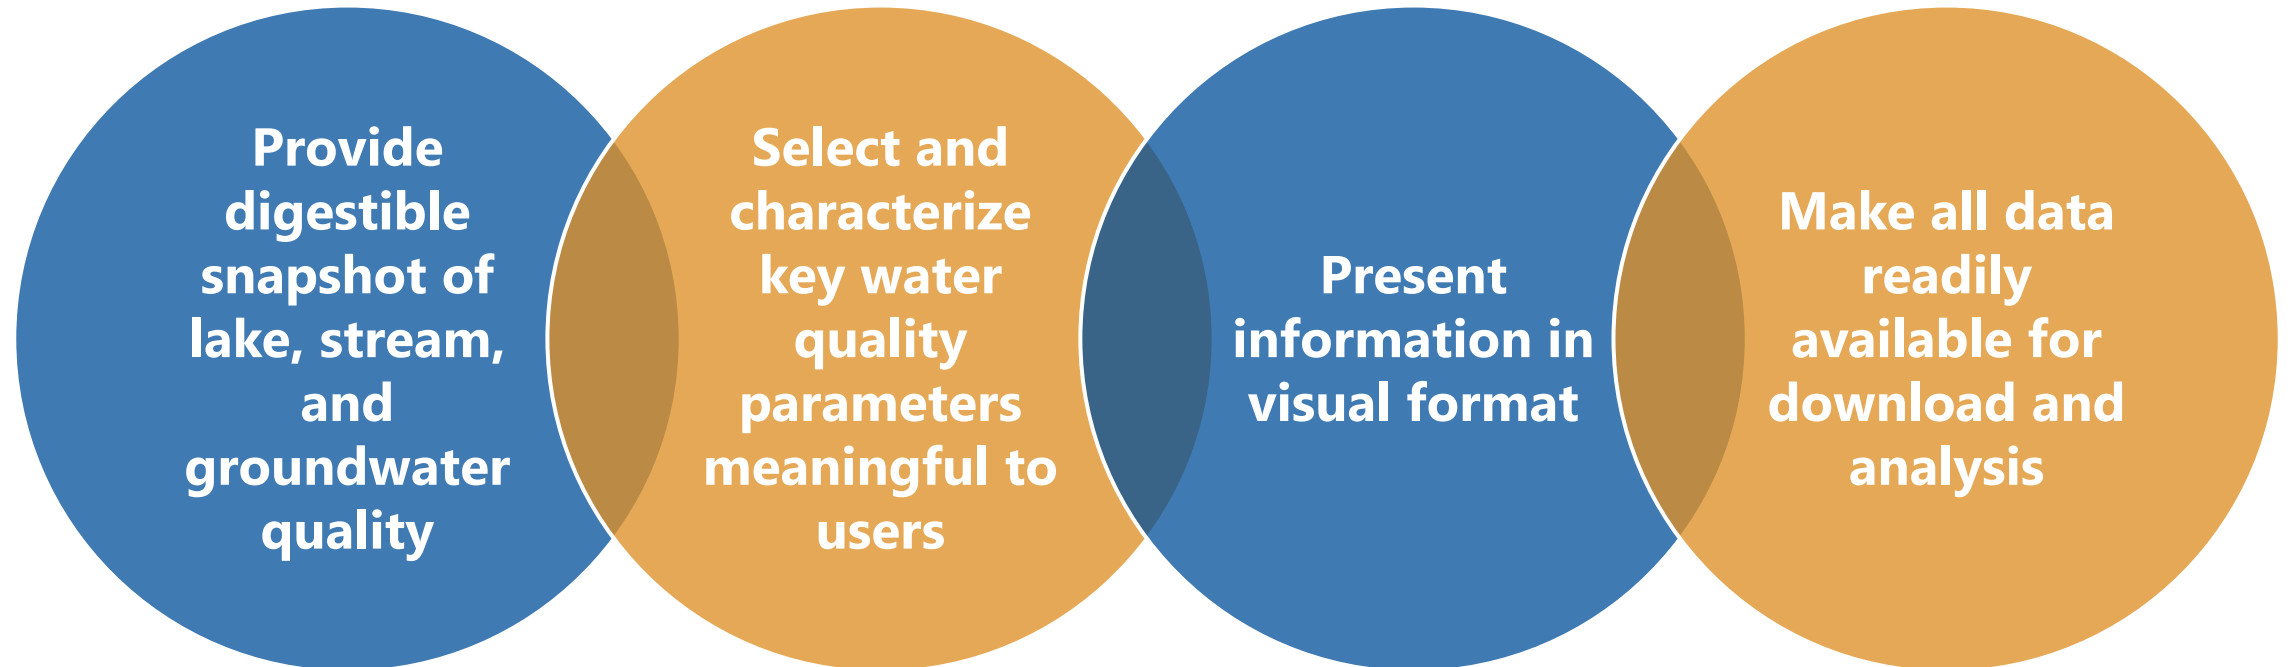 Provide
digestible
snapshot of
lake, stream,
and
groundwater
quality
Select and
characterize
key water
quality
parameters
meaningful to
users
Present
information in
visual format
Make all data
readily
available for
download and
analysis